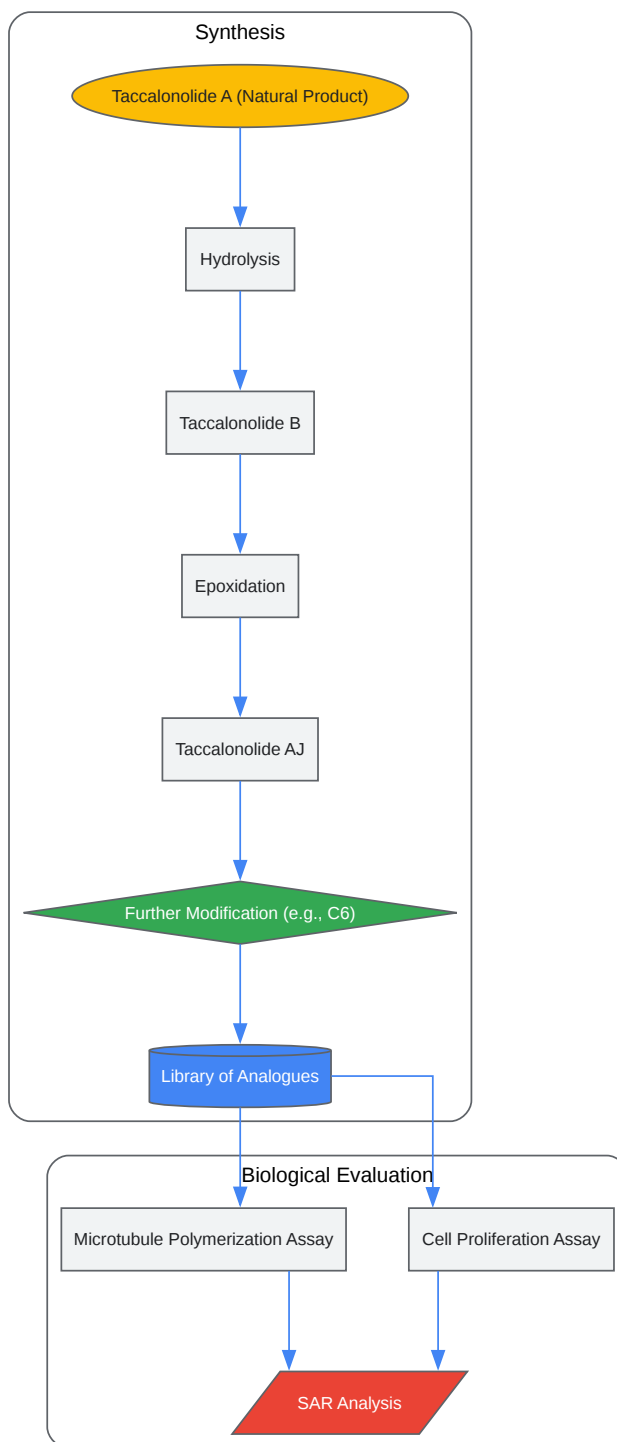 Synthesis
Taccalonolide A (Natural Product)
Hydrolysis
Taccalonolide B
Epoxidation
Taccalonolide AJ
Further Modification (e.g., C6)
Library of Analogues
Biological Evaluation
Microtubule Polymerization Assay
Cell Proliferation Assay
SAR Analysis